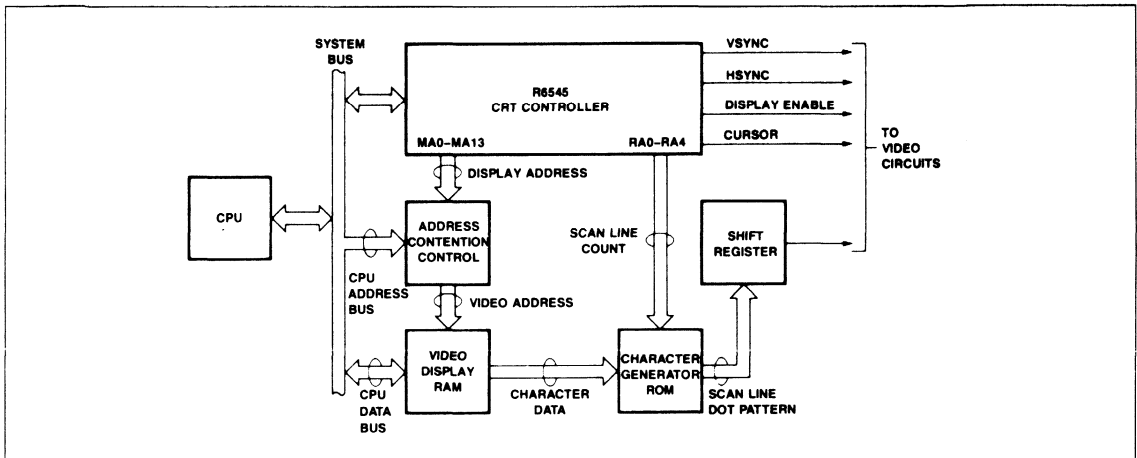 SYSTEM
BUS
R6545
CRT CONTROLLER
MA0–MA13
RA0–RA4
VSYNC
HSYNC
DISPLAY ENABLE
CURSOR
TO
VIDEO
CIRCUITS
DISPLAY ADDRESS
CPU
ADDRESS
CONTENTION
CONTROL
SCAN LINE
COUNT
SHIFT
REGISTER
CPU
ADDRESS
BUS
VIDEO ADDRESS
VIDEO
DISPLAY
RAM
CHARACTER
GENERATOR
ROM
CPU
DATA
BUS
CHARACTER
DATA
SCAN LINE
DOT PATTERN